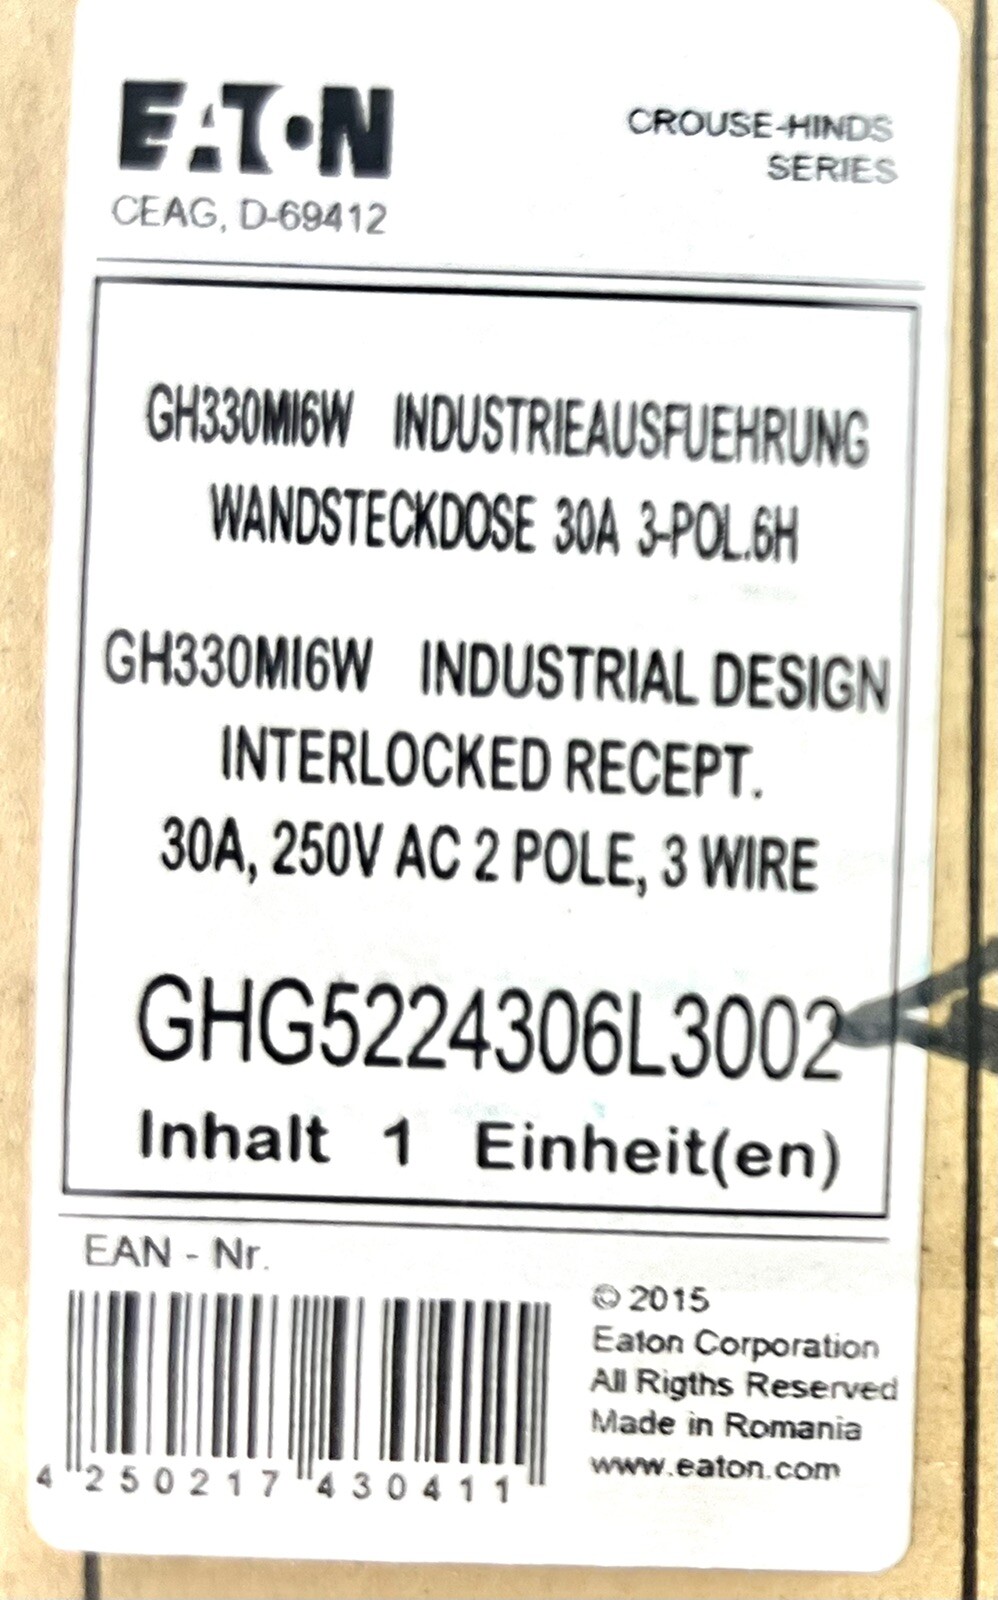 EATON
CEAG, D-69412
CROUSE-HINDS
SERIES
GH330MI6W INDUSTRIEAUSFUEHRUNG
WANDSTECKDOSE 30A 3-POL.6H
GH330MI6W INDUSTRIAL DESIGN
INTERLOCKED RECEPT.
30A, 250V AC 2 POLE, 3 WIRE
GHG5224306L3002
Inhalt 1 Einheit(en)
EAN - Nr.
4 250217 430411
© 2015
Eaton Corporation
All Rigths Reserved
Made in Romania
www.eaton.com